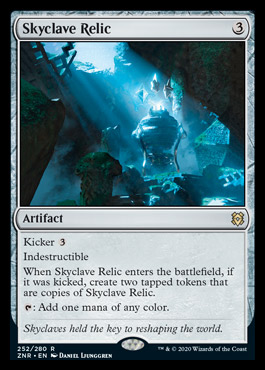 Skyclave Relic 3
Artifact
Kicker 3
Indestructible
When Skyclave Relic enters the battlefield, if
it was kicked, create two tapped tokens that
are copies of Skyclave Relic.
: Add one mana of any color.
Skyclaves held the key to reshaping the world.
252/280 R
ZNR • EN Daniel Ljunggren
™ & © 2020 Wizards of the Coast